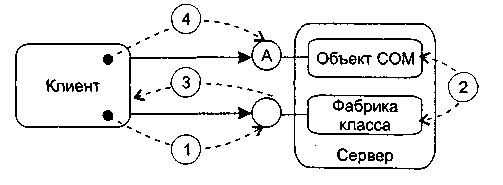 4
A
Объект COM
Клиент
3
2
Фабрика
класса
1
Сервер